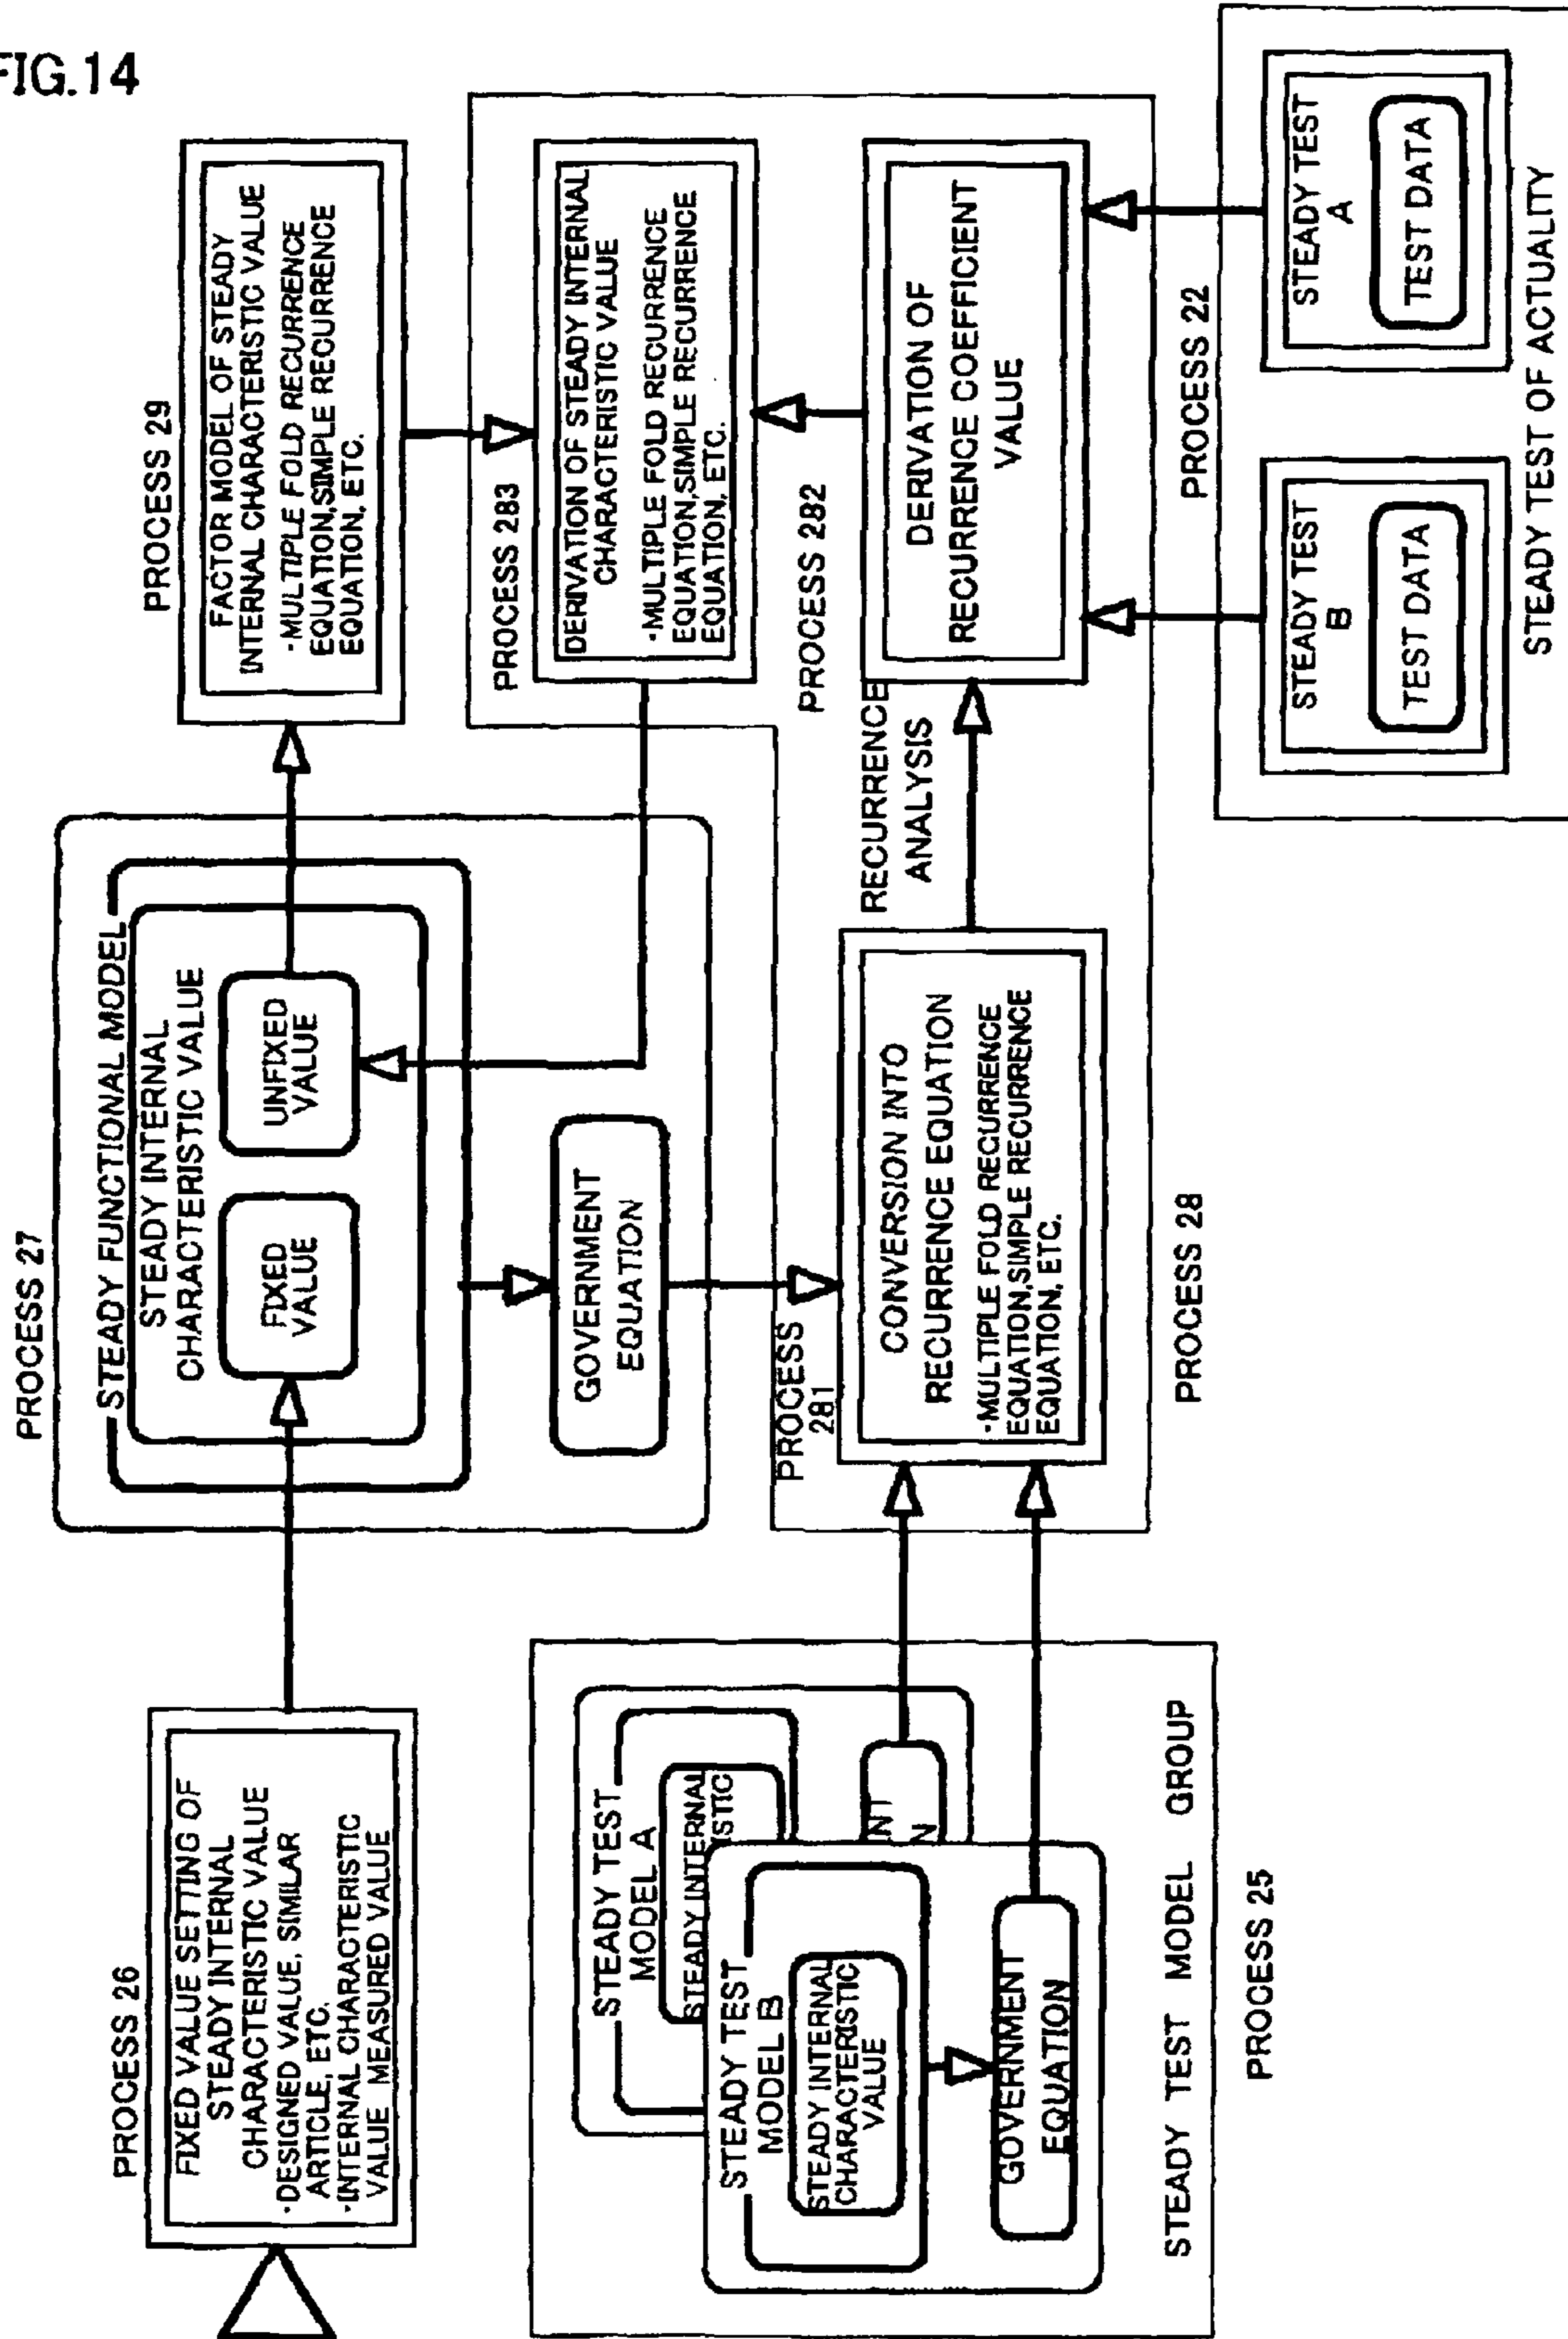 FIG.14
PROCESS 26
FIXED VALUE SETTING OF
STEADY INTERNAL
CHARACTERISTIC VALUE
·DESIGNED VALUE, SIMILAR
ARTICLE, ETC.
·INTERNAL CHARACTERISTIC
VALUE MEASURED VALUE
PROCESS 27
STEADY FUNCTIONAL MODEL
STEADY INTERNAL
CHARACTERISTIC VALUE
FIXED
VALUE
UNFIXED
VALUE
GOVERNMENT
EQUATION
PROCESS 29
FACTOR MODEL OF STEADY
INTERNAL CHARACTERISTIC VALUE
·MULTIPLE FOLD RECURRENCE
EQUATION,SIMPLE RECURRENCE
EQUATION, ETC.
PROCESS 283
DERIVATION OF STEADY INTERNAL
CHARACTERISTIC VALUE
·MULTIPLE FOLD RECURRENCE
EQUATION,SIMPLE RECURRENCE
EQUATION, ETC.
STEADY TEST
MODEL A
STEADY INTERNAL
ISTIC
NT
N
STEADY TEST
MODEL B
STEADY INTERNAL
CHARACTERISTIC
VALUE
GOVERNMENT
EQUATION
STEADY TEST MODEL GROUP
PROCESS 25
PROCESS
281
CONVERSION INTO
RECURRENCE EQUATION
·MULTIPLE FOLD RECURRENCE
EQUATION,SIMPLE RECURRENCE
EQUATION, ETC.
PROCESS 28
RECURRENCE
ANALYSIS
PROCESS 282
DERIVATION OF
RECURRENCE COEFFICIENT
VALUE
PROCESS 22
STEADY TEST
B
TEST DATA
STEADY TEST
A
TEST DATA
STEADY TEST OF ACTUALITY